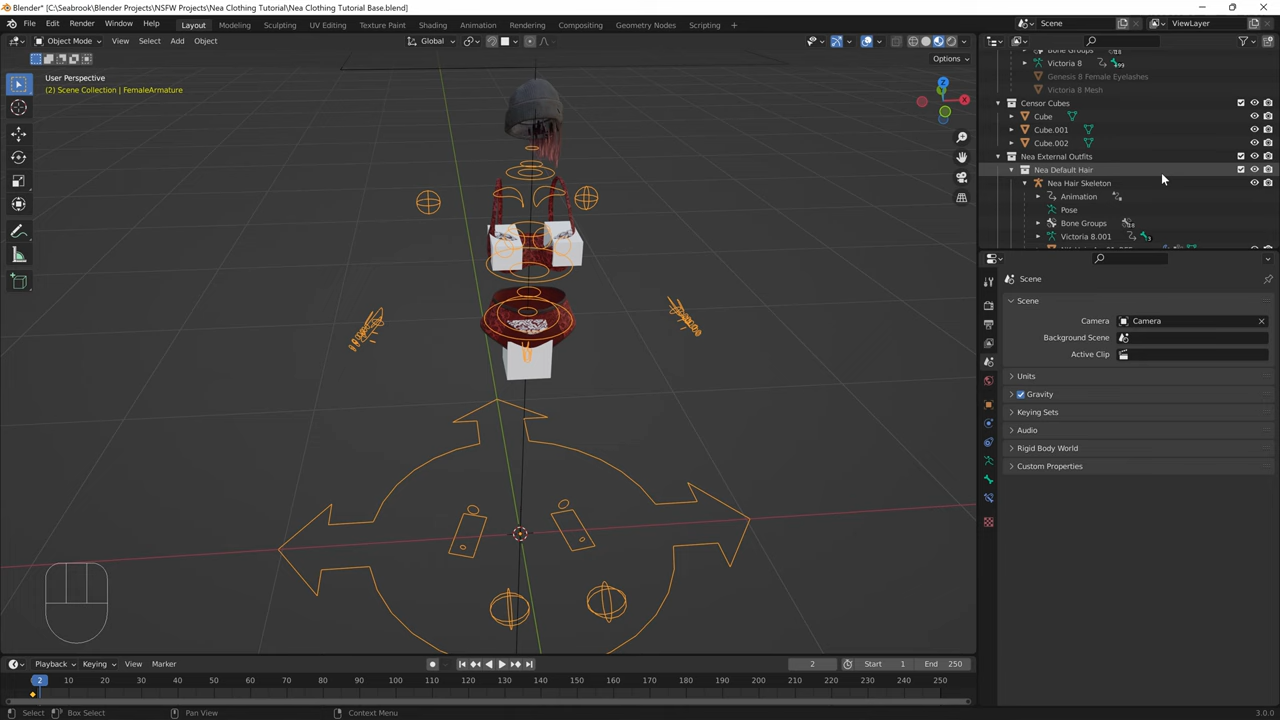 Blender* [C:\Seabrook\Blender Projects\NSFW Projects\Nea Clothing Tutorial\Nea Clothing Tutorial Base.blend]
File Edit Render Window Help Layout Modeling Sculpting UV Editing Texture Paint Shading Animation Rendering Compositing Geometry Nodes Scripting Scene ViewLayer
Object Mode View Select Add Object Global
Options
User Perspective
(2) Scene Collection | FemaleArmature
Z
Y
X
Bone Groups
Victoria 8
Genesis 8 Female Eyelashes
Victoria 8 Mesh
Censor Cubes
Cube
Cube.001
Cube.002
Nea External Outfits
Nea Default Hair
Nea Hair Skeleton
Animation
Pose
Bone Groups
Victoria 8.001
Scene
Scene
Camera Camera
Background Scene
Active Clip
Units
Gravity
Keying Sets
Audio
Rigid Body World
Custom Properties
Playback Keying View Marker 2 Start 1 End 250
2 10 20 30 40 50 60 70 80 90 100 110 120 130 140 150 160 170 180 190 200 210 220 230 240 250
Select Box Select Pan View Context Menu 3.0.0